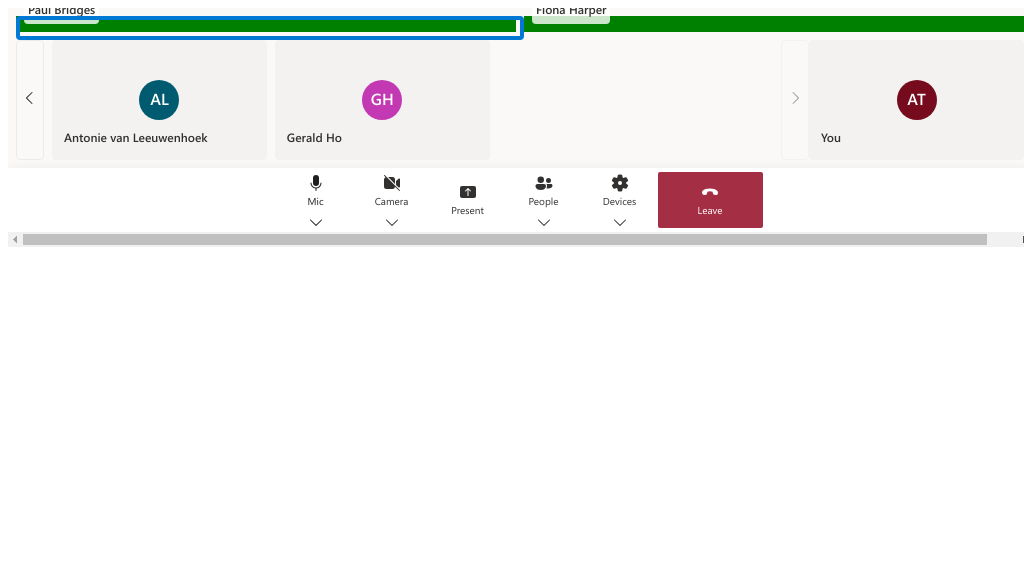 Paul Bridges
Fiona Harper
AL
GH
AT
Antonie van Leeuwenhoek
Gerald Ho
You
Mic
Camera
Present
People
Devices
Leave